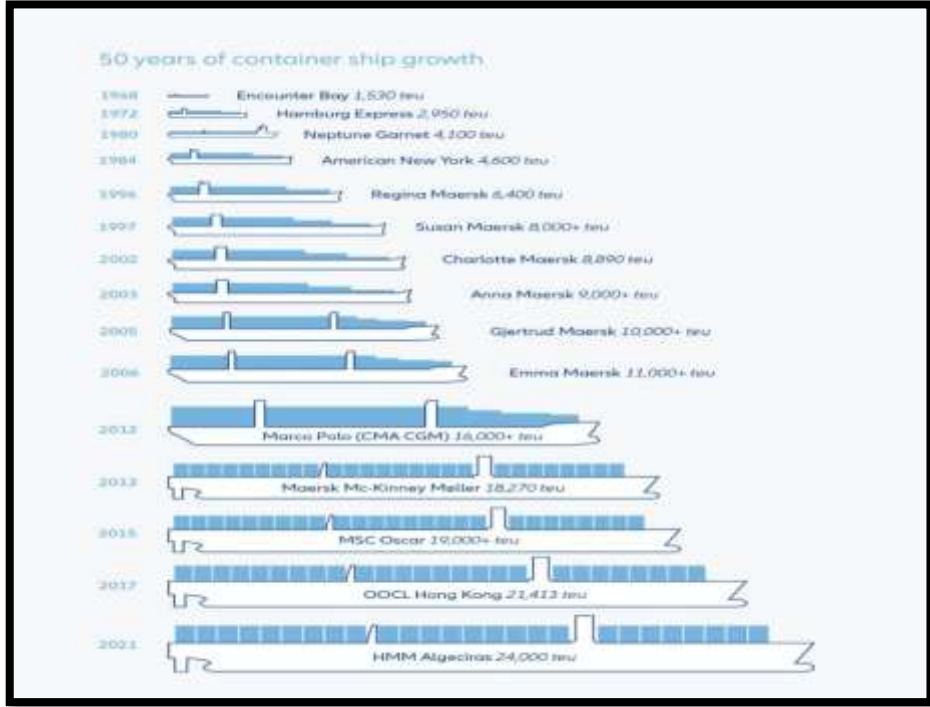 50 years of container ship growth
1968 Encounter Bay 1,530 teu
1972 Hamburg Express 2,950 teu
1980 Neptune Garnet 4,100 teu
1984 American New York 4,600 teu
1996 Regina Maersk 6,400 teu
1997 Susan Maersk 8,000+ teu
2002 Charlotte Maersk 8,890 teu
2003 Anna Maersk 9,000+ teu
2005 Gjertrud Maersk 10,000+ teu
2006 Emma Maersk 11,000+ teu
2012 Marco Polo (CMA CGM) 16,000+ teu
2013 Maersk Mc-Kinney Møller 18,270 teu
2015 MSC Oscar 19,000+ teu
2017 OOCL Hong Kong 21,413 teu
2021 HMM Algeciras 24,000 teu